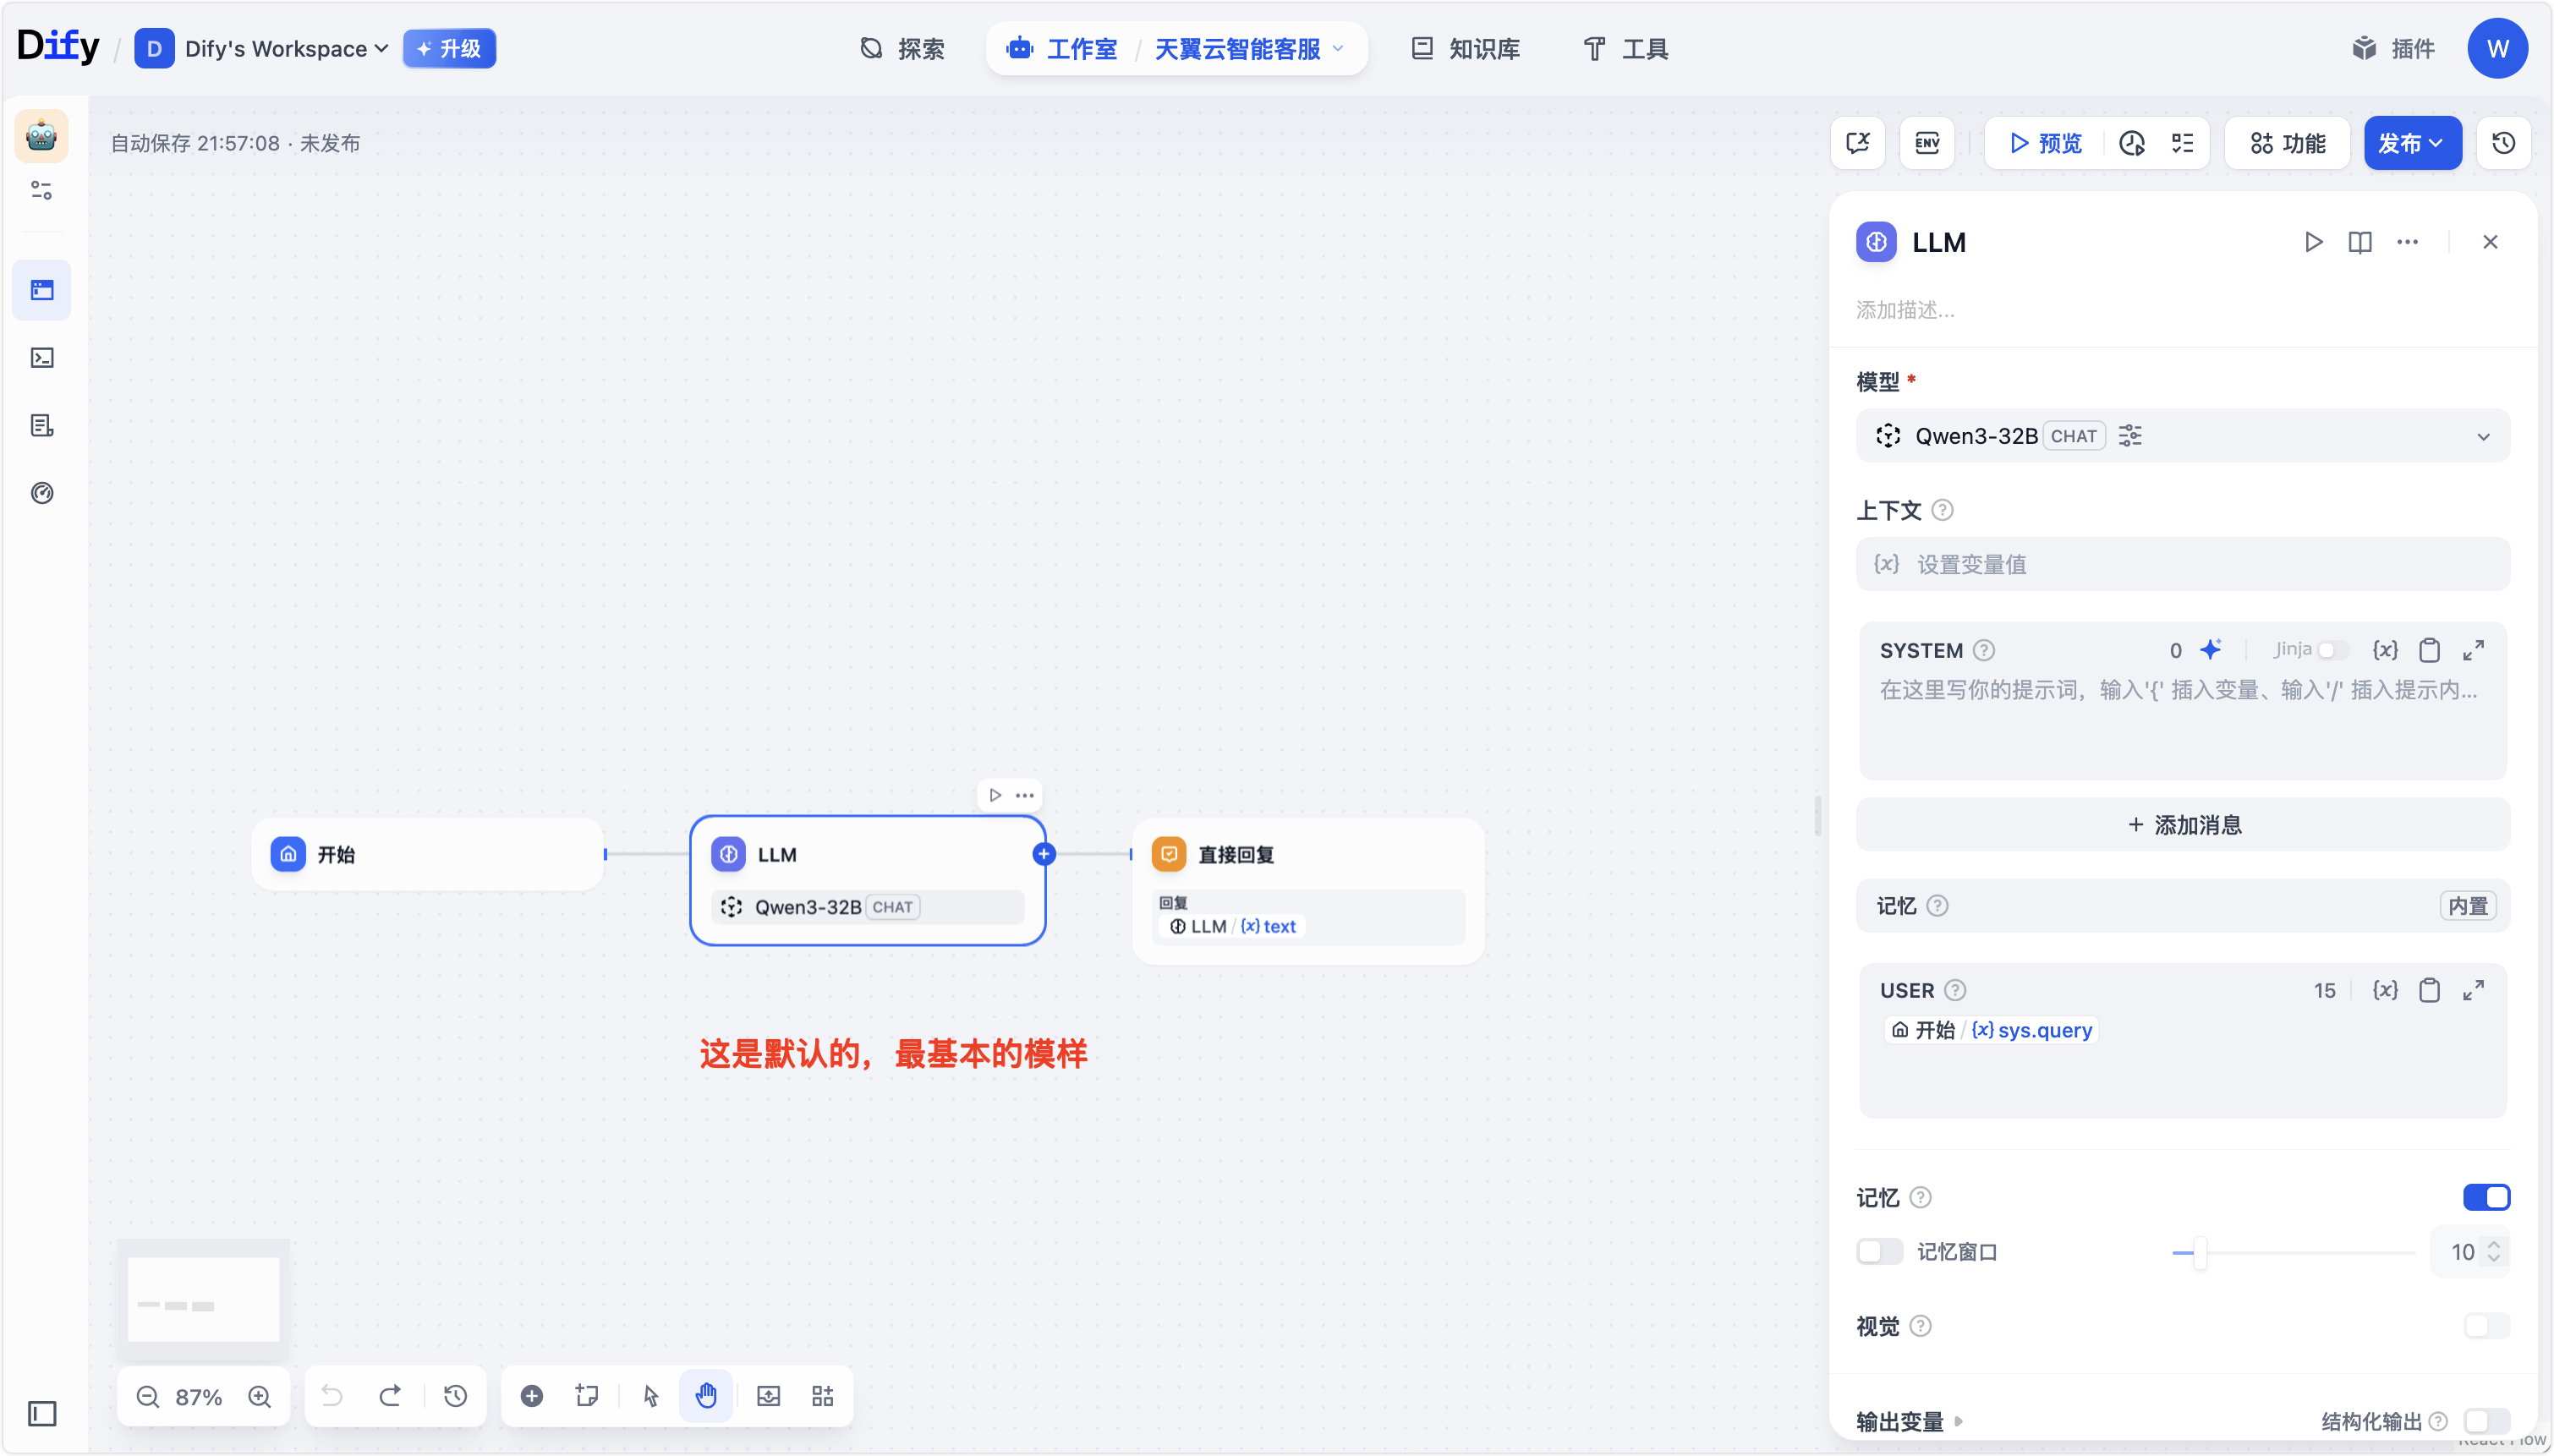 Dify / D Dify's Workspace 升级 探索 工作室 / 天翼云智能客服 知识库 工具 插件 W
自动保存 21:57:08 · 未发布 ENV 预览 功能 发布
LLM
添加描述...
模型 *
Qwen3-32B CHAT
上下文
{x} 设置变量值
SYSTEM 0 Jinja {x}
在这里写你的提示词，输入'{' 插入变量、输入'/' 插入提示内...
+ 添加消息
记忆 内置
USER 15 {x}
开始 / {x} sys.query
记忆
记忆窗口 10
视觉
输出变量 结构化输出
React Flow
开始
LLM
Qwen3-32B CHAT
直接回复
回复
LLM / {x} text
这是默认的，最基本的模样
87%